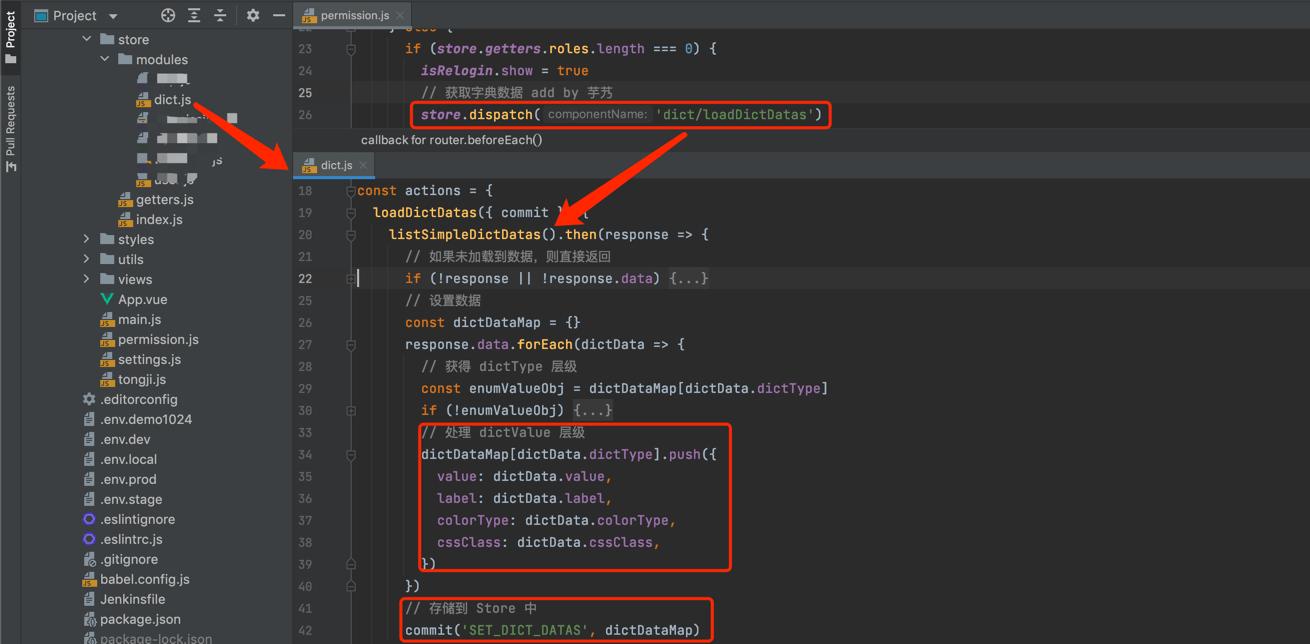 Project
Pull Requests
Project
store
modules
dict.js
getters.js
index.js
styles
utils
views
App.vue
main.js
permission.js
settings.js
tongji.js
.editorconfig
.env.demo1024
.env.dev
.env.local
.env.prod
.env.stage
.eslintignore
.eslintrc.js
.gitignore
babel.config.js
Jenkinsfile
package.json
package-lock.json
permission.js
23 if (store.getters.roles.length === 0) {
24 isRelogin.show = true
25 // 获取字典数据 add by 芋艿
26 store.dispatch( componentName: 'dict/loadDictDatas')
callback for router.beforeEach()
dict.js
18 const actions = {
19 loadDictDatas({ commit }) {
20 listSimpleDictDatas().then(response => {
21 // 如果未加载到数据，则直接返回
22 if (!response || !response.data) {...}
25 // 设置数据
26 const dictDataMap = {}
27 response.data.forEach(dictData => {
28 // 获得 dictType 层级
29 const enumValueObj = dictDataMap[dictData.dictType]
30 if (!enumValueObj) {...}
33 // 处理 dictValue 层级
34 dictDataMap[dictData.dictType].push({
35 value: dictData.value,
36 label: dictData.label,
37 colorType: dictData.colorType,
38 cssClass: dictData.cssClass,
39 })
40 })
41 // 存储到 Store 中
42 commit('SET_DICT_DATAS', dictDataMap)